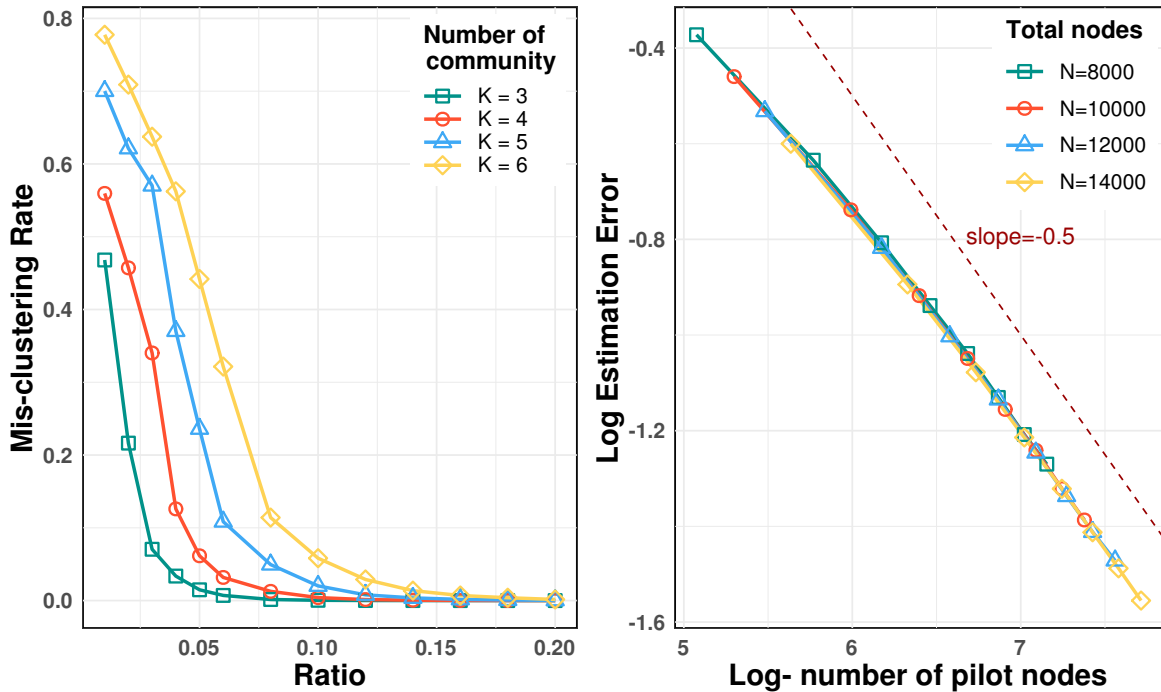 Mis-clustering Rate
0.8
0.6
0.4
0.2
0.0
Number of
community
K = 3
K = 4
K = 5
K = 6
0.05
0.10
0.15
0.20
Ratio
Log Estimation Error
-0.4
-0.8
-1.2
-1.6
Total nodes
N=8000
N=10000
N=12000
N=14000
slope=-0.5
5
6
7
Log- number of pilot nodes